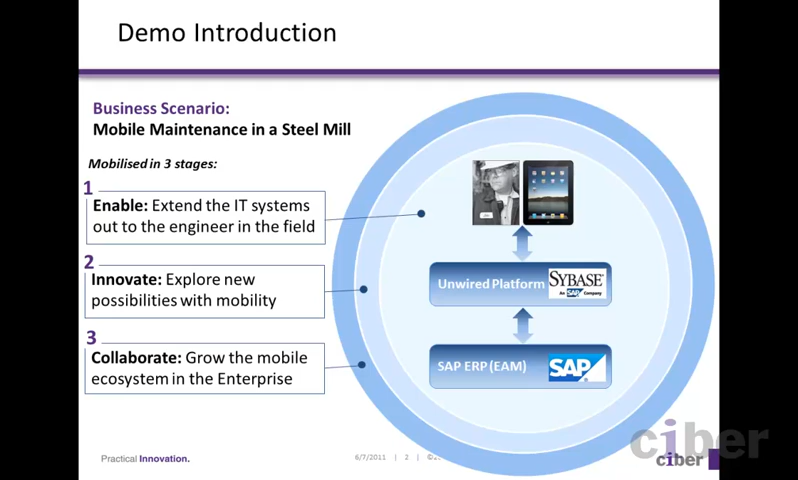 Demo Introduction
Business Scenario:
Mobile Maintenance in a Steel Mill
Mobilised in 3 stages:
1
Enable: Extend the IT systems
out to the engineer in the field
2
Innovate: Explore new
possibilities with mobility
3
Collaborate: Grow the mobile
ecosystem in the Enterprise
Unwired Platform
SYBASE
An SAP Company
SAP ERP (EAM)
SAP
Practical Innovation.
6/7/2011 | 2 |
ciber
ciber